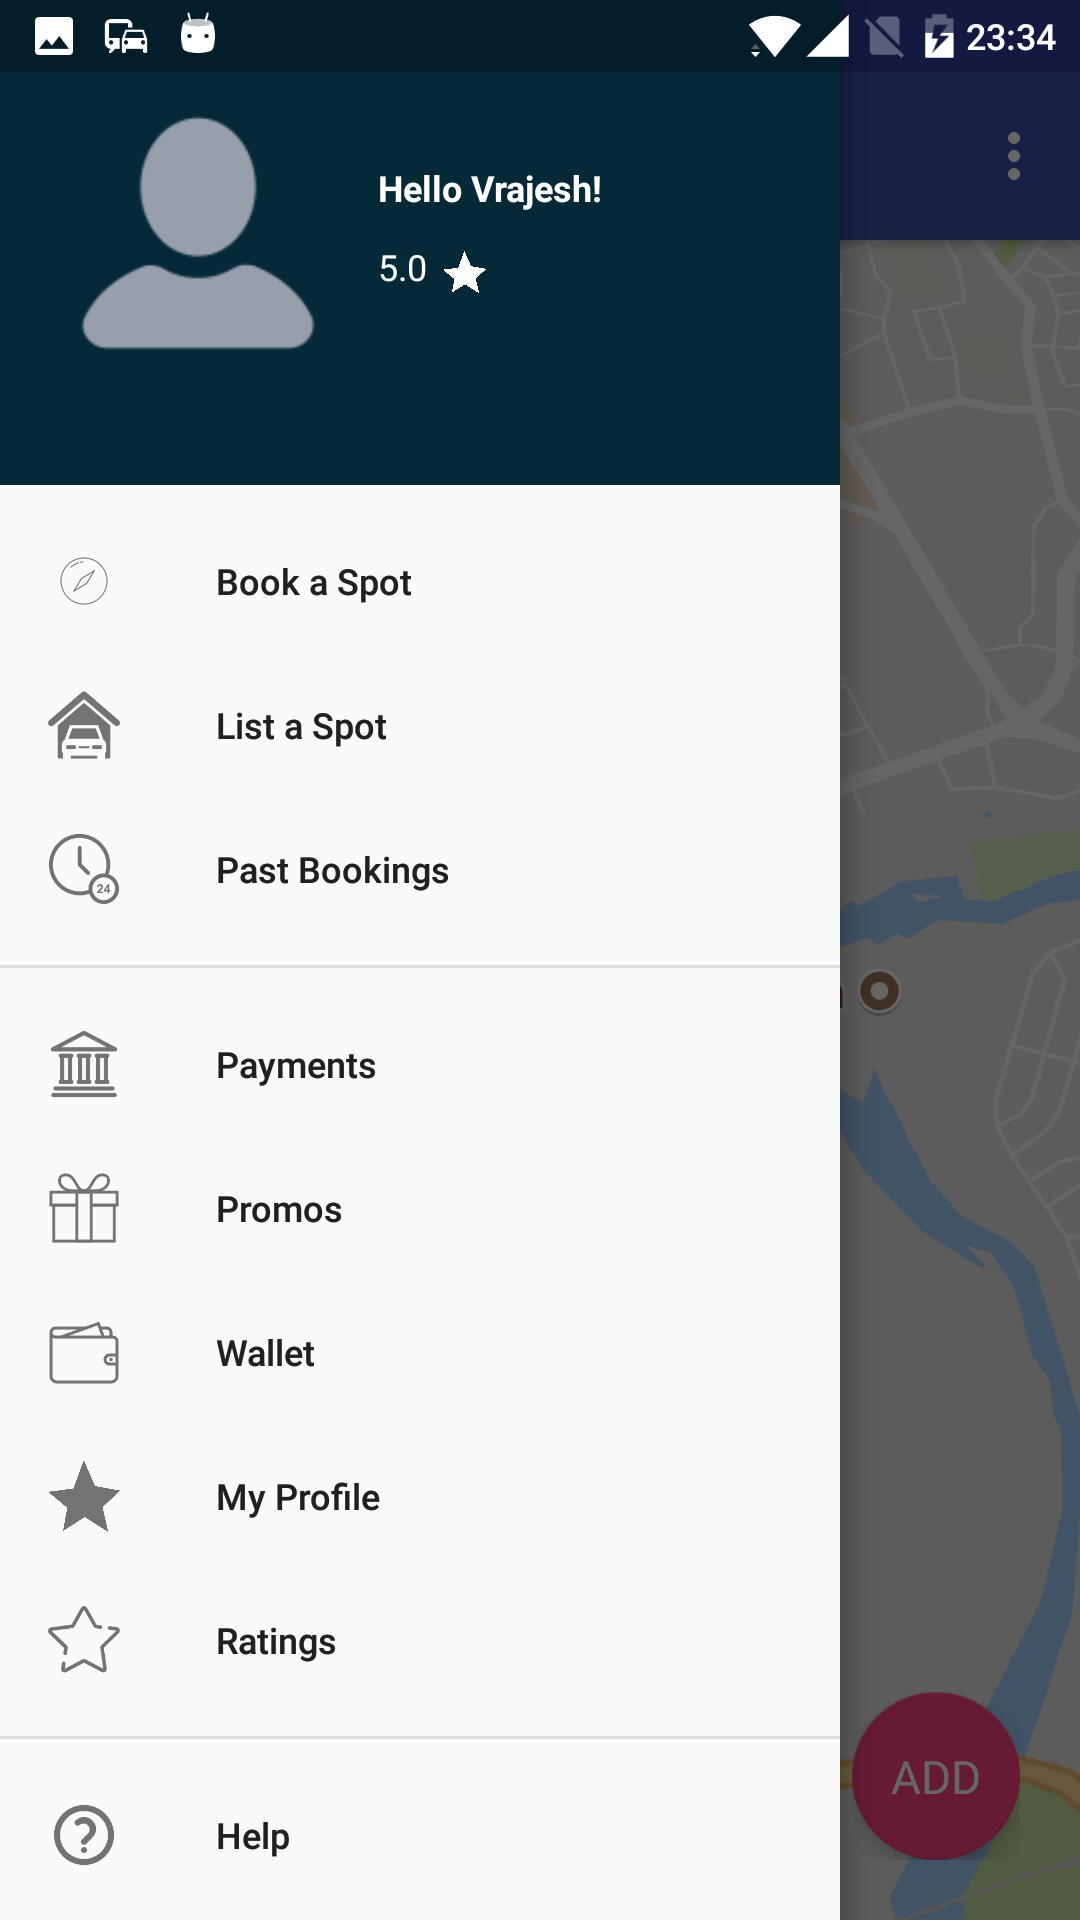 23:34
Hello Vrajesh!
5.0
Book a Spot
List a Spot
Past Bookings
24
Payments
Promos
Wallet
My Profile
Ratings
ADD
Help